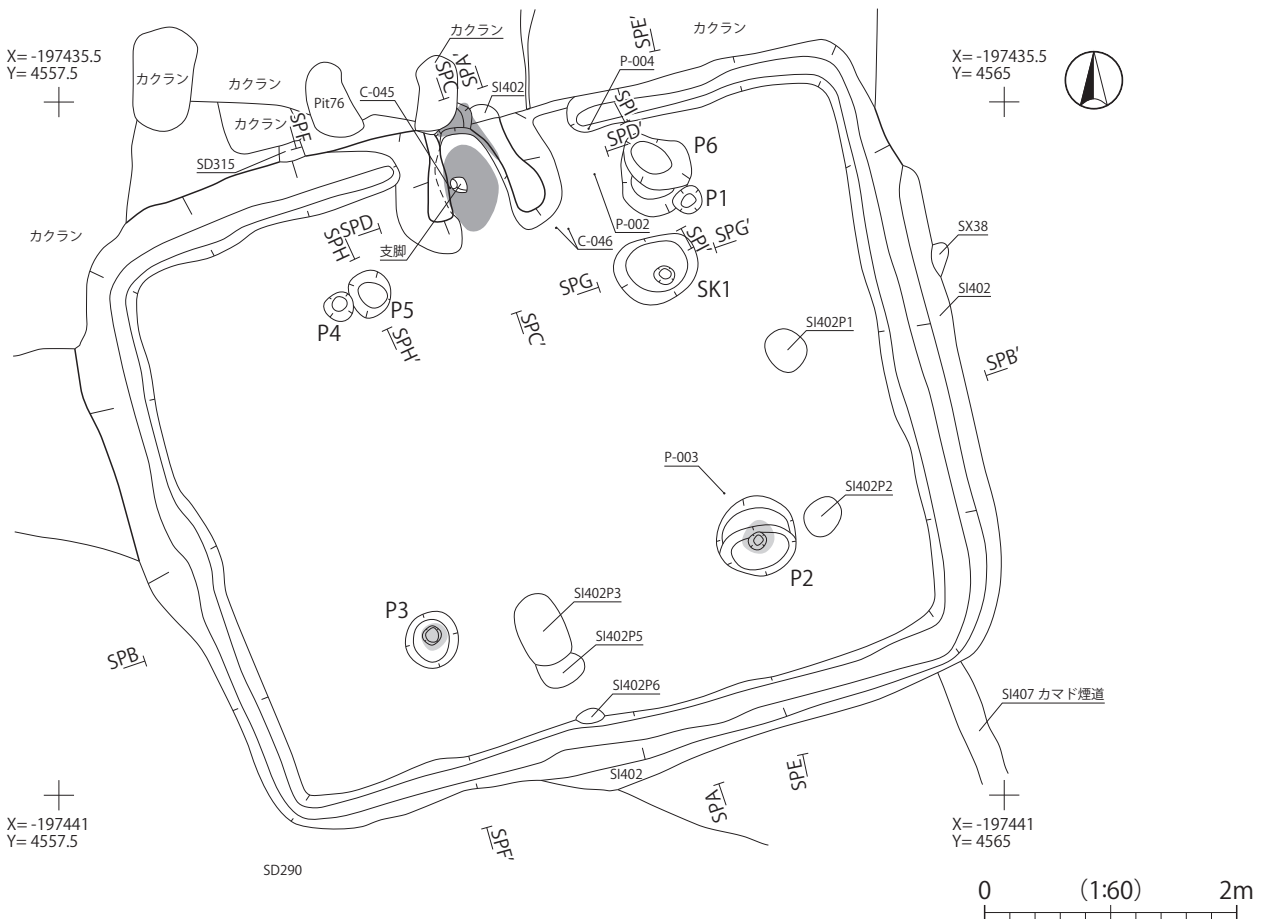 X= -197435.5
Y= 4557.5
カクラン
カクラン
カクラン
Pit76
C-045
カクラン
SPC
SPA'
SI402
SPE'
カクラン
P-004
X= -197435.5
Y= 4565
SPF
SPI
SPD'
P6
SD315
P1
カクラン
SPD
SPH
支脚
P-002
C-046
SPI'
SPG'
SPG
SK1
SX38
SI402
P4
P5
SPH'
SPC'
SI402P1
SPB'
P-003
SI402P2
P2
P3
SI402P3
SI402P5
SPB
SI402P6
SI407 カマド煙道
SI402
SPE
SPA
X= -197441
Y= 4557.5
X= -197441
Y= 4565
SPF'
SD290
0 (1:60) 2m